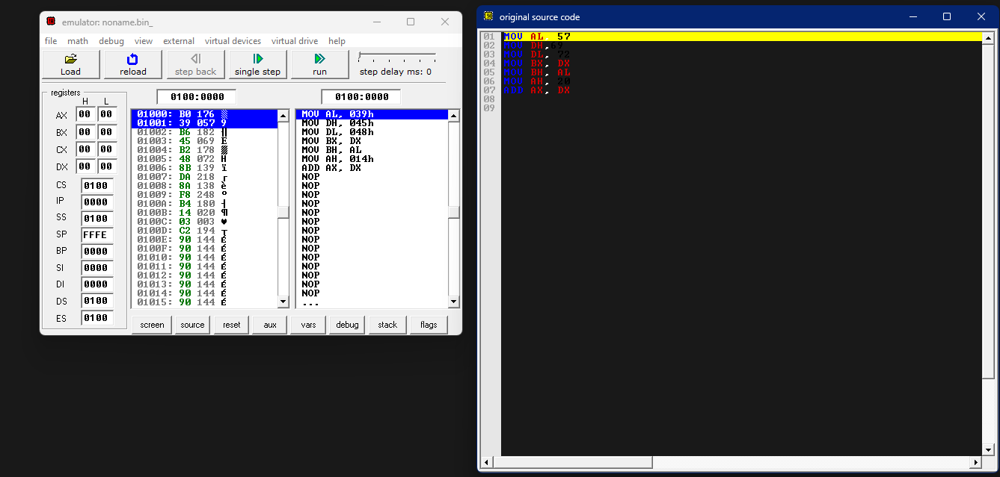 emulator: noname.bin_
file math debug view external virtual devices virtual drive help
Load reload step back single step run step delay ms: 0
registers
H L
AX 00 00
BX 00 00
CX 00 00
DX 00 00
CS 0100
IP 0000
SS 0100
SP FFFE
BP 0000
SI 0000
DI 0000
DS 0100
ES 0100
0100:0000
01000: B0 176 ▒
01001: 39 057 9
01002: B6 182 ╢
01003: 45 069 E
01004: B2 178 ▓
01005: 48 072 H
01006: 8B 139 ï
01007: DA 218 ┌
01008: 8A 138 è
01009: F8 248 °
0100A: B4 180 ┤
0100B: 14 020 ¶
0100C: 03 003 ♥
0100D: C2 194 ┬
0100E: 90 144 É
0100F: 90 144 É
01010: 90 144 É
01011: 90 144 É
01012: 90 144 É
01013: 90 144 É
01014: 90 144 É
01015: 90 144 É
0100:0000
MOV AL, 039h
MOV DH, 045h
MOV DL, 048h
MOV BX, DX
MOV BH, AL
MOV AH, 014h
ADD AX, DX
NOP
NOP
NOP
NOP
NOP
NOP
NOP
NOP
NOP
NOP
NOP
NOP
NOP
NOP
...
screen source reset aux vars debug stack flags
original source code
01 MOV AL, 57
02 MOV DH,69
03 MOV DL, 72
04 MOV BX, DX
05 MOV BH, AL
06 MOV AH, 20
07 ADD AX, DX
08
09